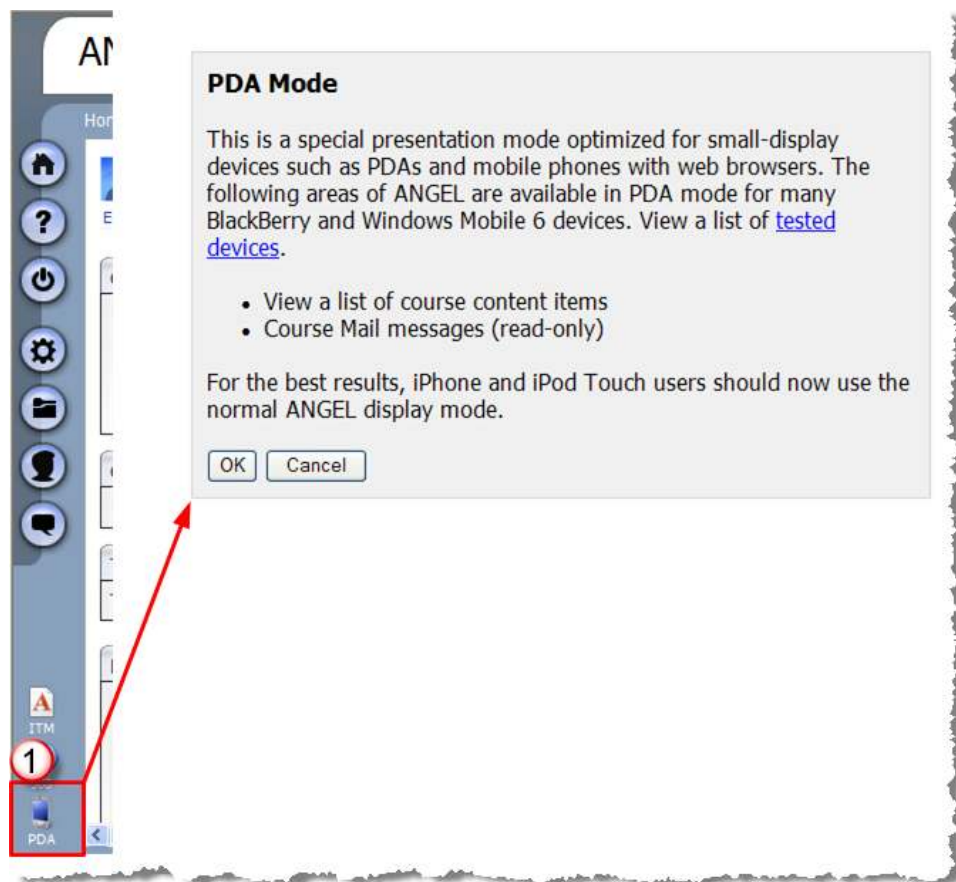 AN
Hom
E
PDA Mode
This is a special presentation mode optimized for small-display
devices such as PDAs and mobile phones with web browsers. The
following areas of ANGEL are available in PDA mode for many
BlackBerry and Windows Mobile 6 devices. View a list of tested
devices.
• View a list of course content items
• Course Mail messages (read-only)
For the best results, iPhone and iPod Touch users should now use the
normal ANGEL display mode.
OK Cancel
?
A
ITM
1
PDA